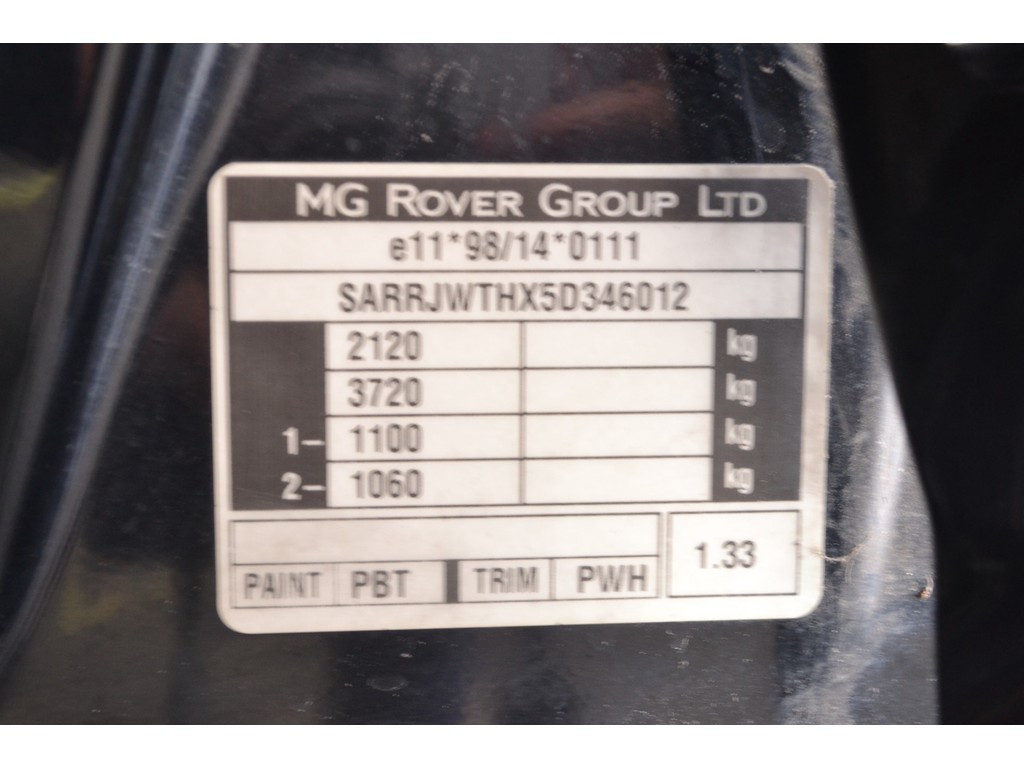 MG ROVER GROUP LTD
e11*98/14*0111
SARRJWTHX5D346012
2120 kg
3720 kg
1- 1100 kg
2- 1060 kg
1.33
PAINT PBT TRIM PWH